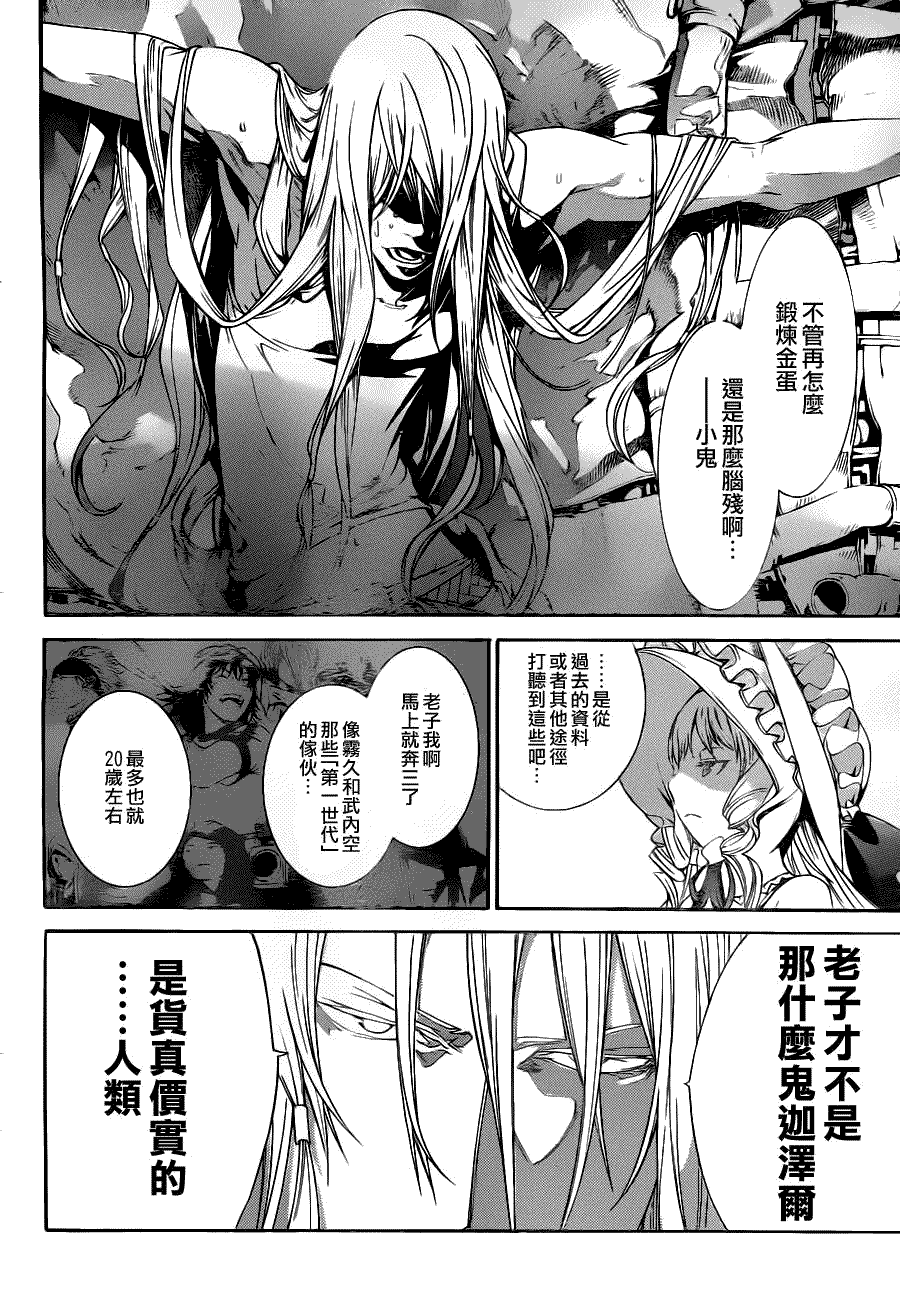 不管再怎麼
鍛煉金蛋
還是那麼腦殘啊…
——小鬼
……是從
過去的資料
或者其他途徑
打聽到這些吧…
老子我啊
馬上就奔三了
像霧久和武內空
那些「第一世代」
的傢伙…
最多也就
20歲左右
老子才不是
那什麼鬼迦澤爾
是貨真價實的
……人類